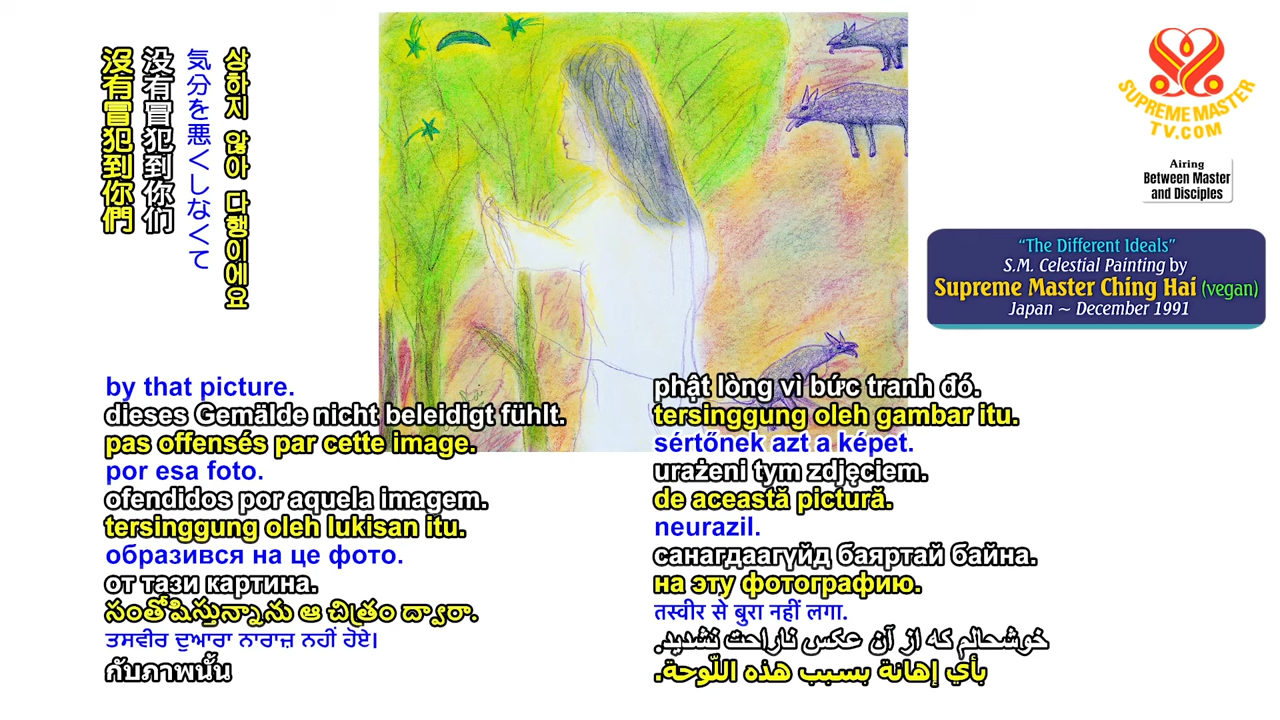 沒有冒犯到你們
没有冒犯到你们
気分を悪くしなくて
상하지 않아 다행이에요
SUPREME MASTER
TV.COM
Airing
Between Master
and Disciples
“The Different Ideals”
S.M. Celestial Painting by
Supreme Master Ching Hai (vegan)
Japan ~ December 1991
by that picture.
dieses Gemälde nicht beleidigt fühlt.
pas offensés par cette image.
por esa foto.
ofendidos por aquela imagem.
tersinggung oleh lukisan itu.
образився на це фото.
от тази картина.
సంతోషిస్తున్నాను ఆ చిత్రం ద్వారా.
ਤਸਵੀਰ ਦੁਆਰਾ ਨਾਰਾਜ਼ ਨਹੀਂ ਹੋਏ।
กับภาพนั้น
phật lòng vì bức tranh đó.
tersinggung oleh gambar itu.
sértőnek azt a képet.
urażeni tym zdjęciem.
de această pictură.
neurazil.
санагдаагүйд баяртай байна.
на эту фотографию.
तस्वीर से बुरा नहीं लगा.
خوشحالم که از آن عکس ناراحت نشدید.
بأي إهانة بسبب هذه اللّوحة.